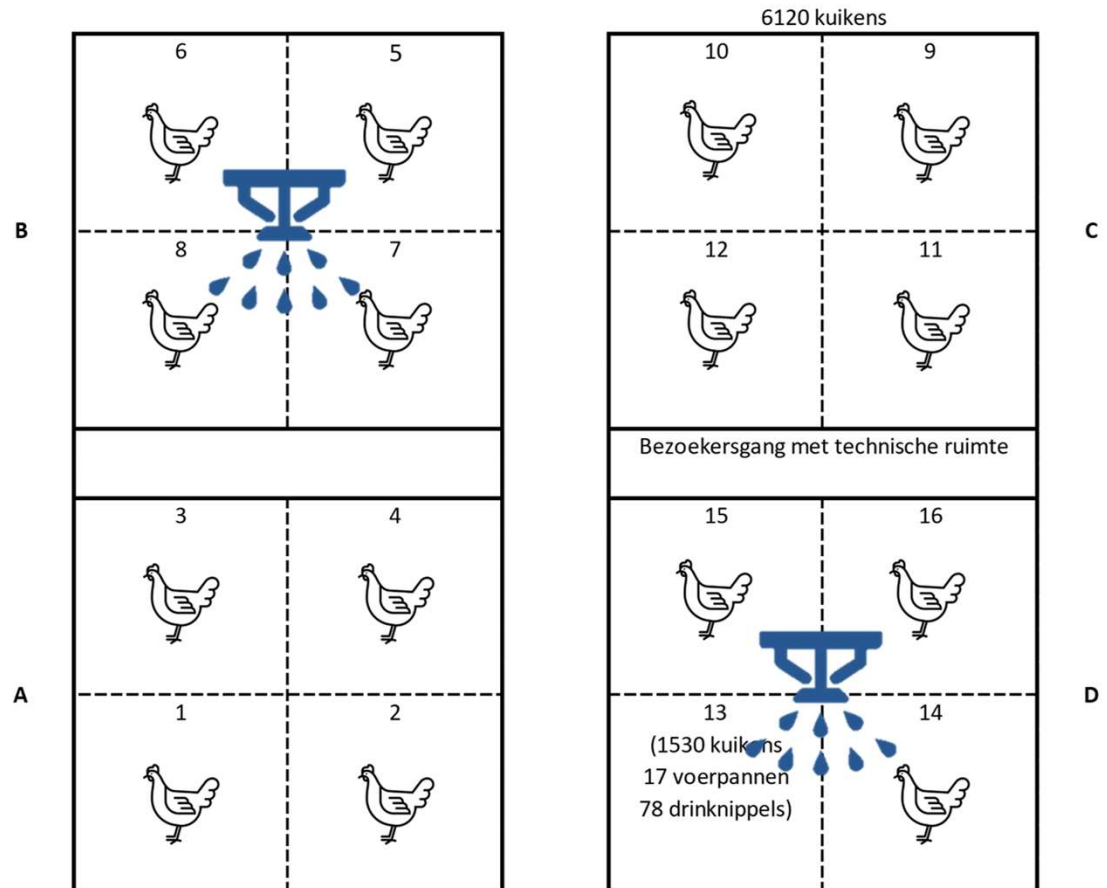 6120 kuikens
6 5
10 9
B
C
8 7
12 11
Bezoekersgang met technische ruimte
3 4
15 16
A
D
1 2
13 14
(1530 kuikens
17 voerpannen
78 drinknippels)